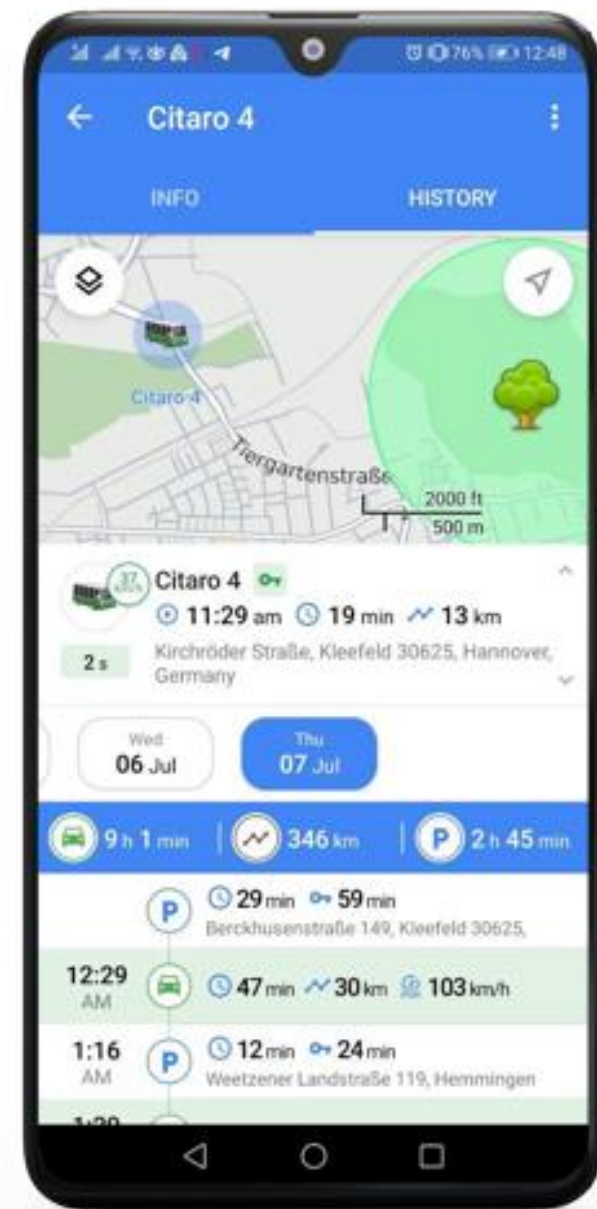 76% 12:48
Citaro 4
INFO
HISTORY
Citaro 4
Tiergartenstraße
2000 ft
500 m
37
km/h
Citaro 4
11:29 am 19 min 13 km
2 s
Kirchröder Straße, Kleefeld 30625, Hannover,
Germany
Wed
06 Jul
Thu
07 Jul
9 h 1 min 346 km P 2 h 45 min
P 29 min 59 min
Berckhusenstraße 149, Kleefeld 30625,
12:29
AM
47 min 30 km 103 km/h
1:16
AM
P 12 min 24 min
Weetzener Landstraße 119, Hemmingen